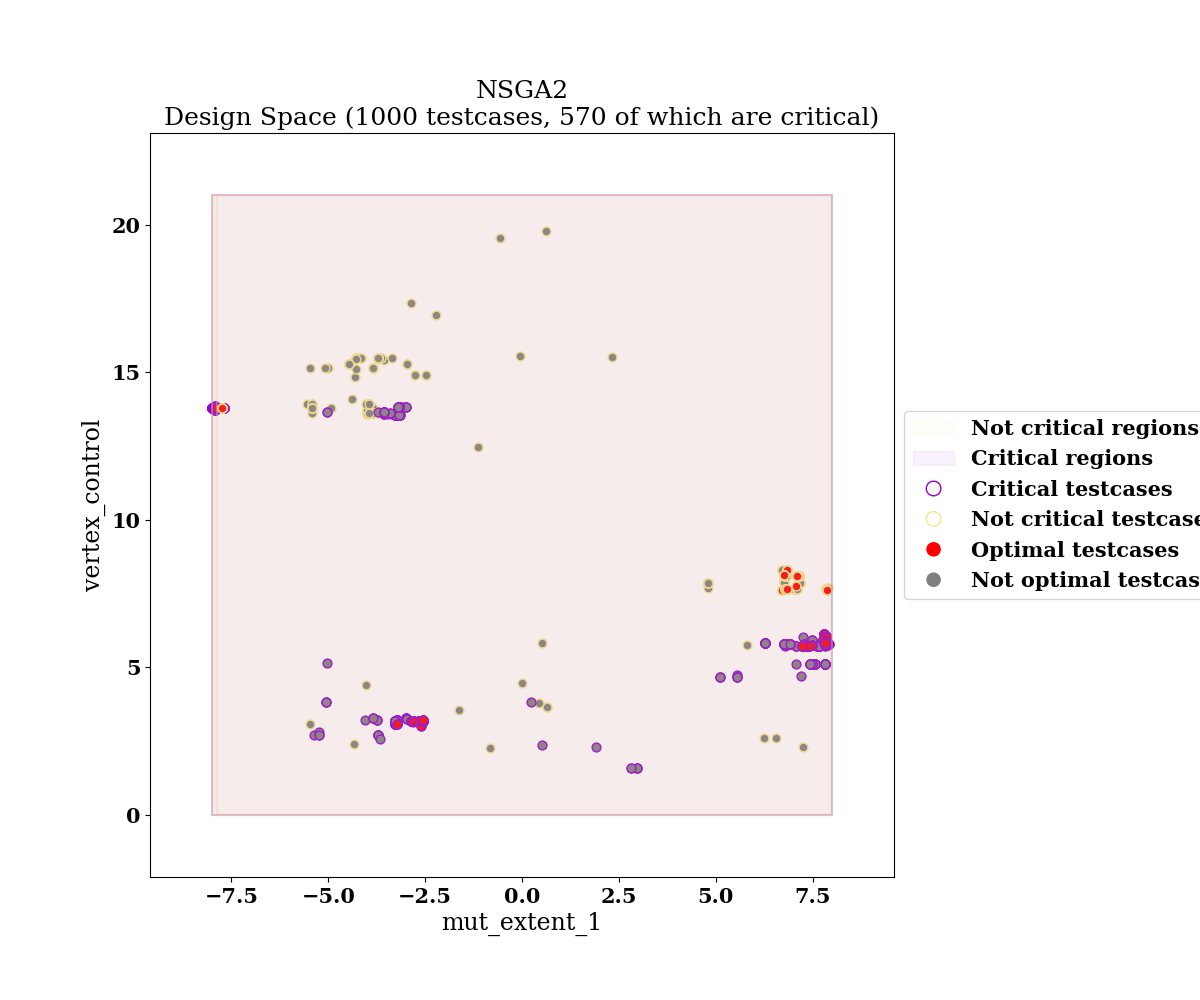 NSGA2
Design Space (1000 testcases, 570 of which are critical)
20
15
10
5
0
vertex_control
−7.5
−5.0
−2.5
0.0
2.5
5.0
7.5
mut_extent_1
Not critical regions
Critical regions
Critical testcases
Not critical testcase
Optimal testcases
Not optimal testcas